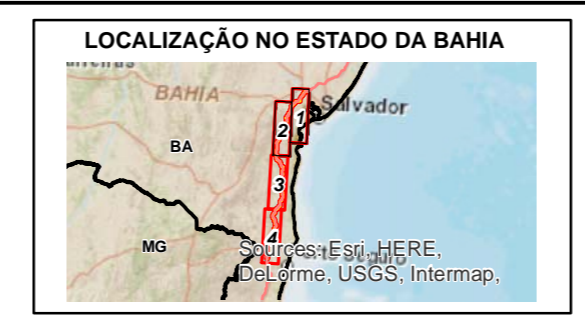 LOCALIZAÇÃO NO ESTADO DA BAHIA
BAHIA
Salvador
1
2
BA
3
4
MG
Sources: Esri, HERE,
DeLorme, USGS, Intermap,